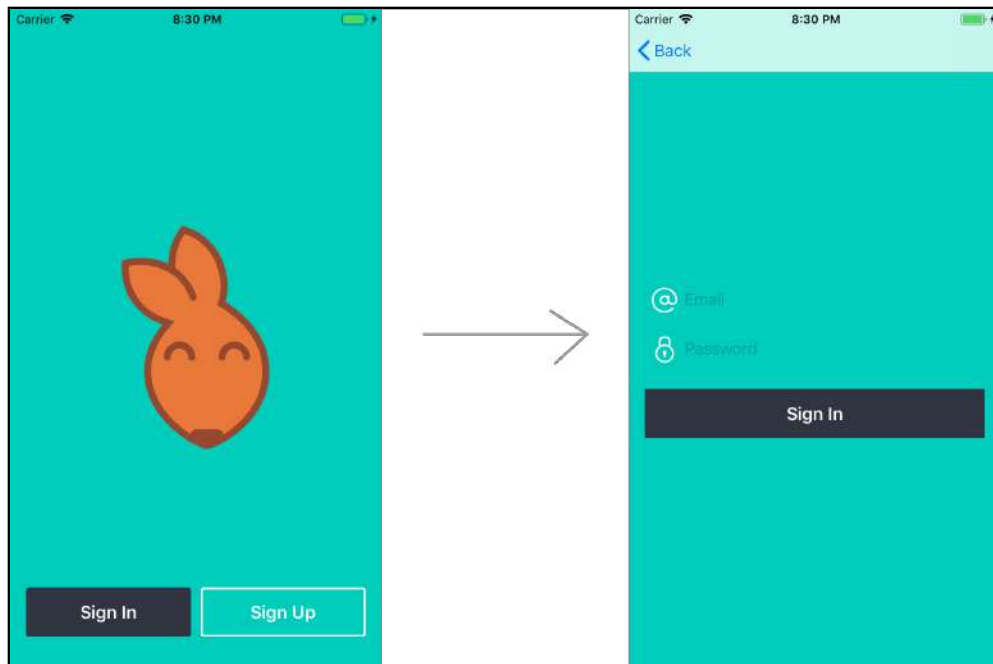 Carrier 8:30 PM
Sign In Sign Up
Carrier 8:30 PM
Back
@ Email
Password
Sign In